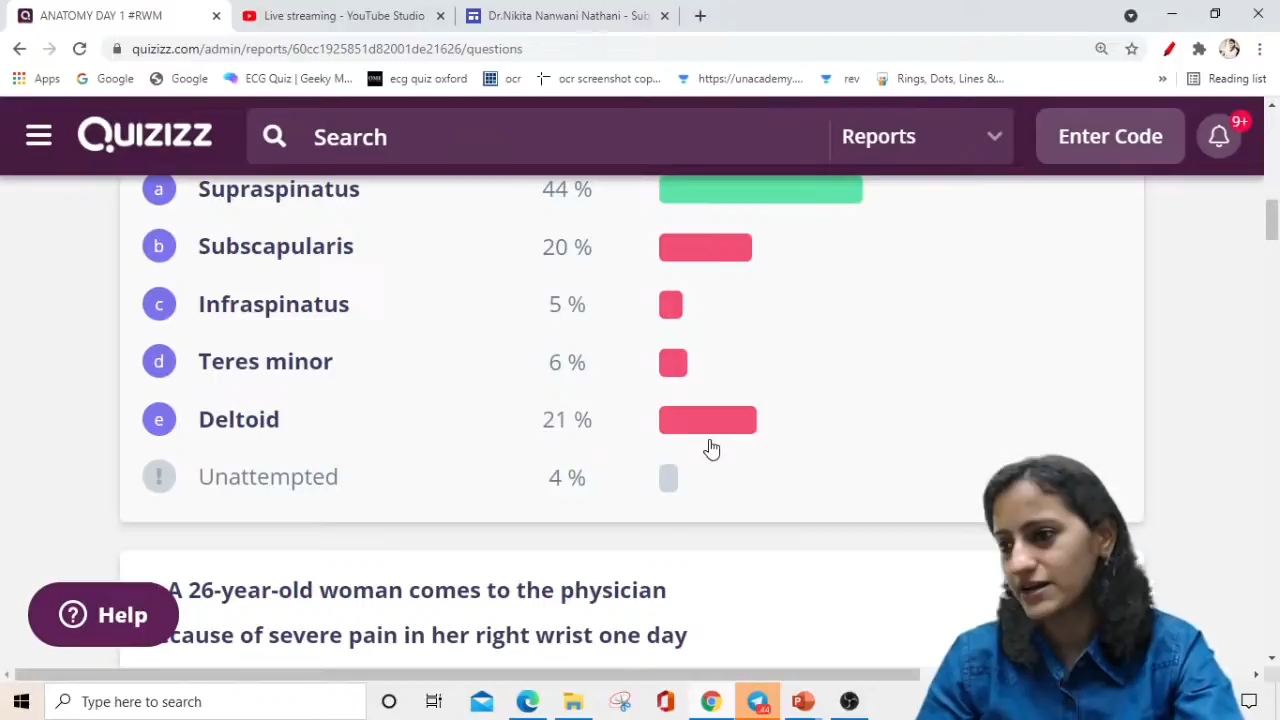 ANATOMY DAY 1 #RWM
Live streaming - YouTube Studio
Dr.Nikita Nanwani Nathani - Sub
quizizz.com/admin/reports/60cc1925851d82001de21626/questions
Apps
Google
Google
ECG Quiz | Geeky M...
ecg quiz oxford
ocr
ocr screenshot cop...
https://unacademy....
rev
Rings, Dots, Lines &...
»
Reading list
QUIZIZZ
Search
Reports
Enter Code
9+
a Supraspinatus 44 %
b Subscapularis 20 %
c Infraspinatus 5 %
d Teres minor 6 %
e Deltoid 21 %
! Unattempted 4 %
A 26-year-old woman comes to the physician
cause of severe pain in her right wrist one day
? Help
Type here to search
44